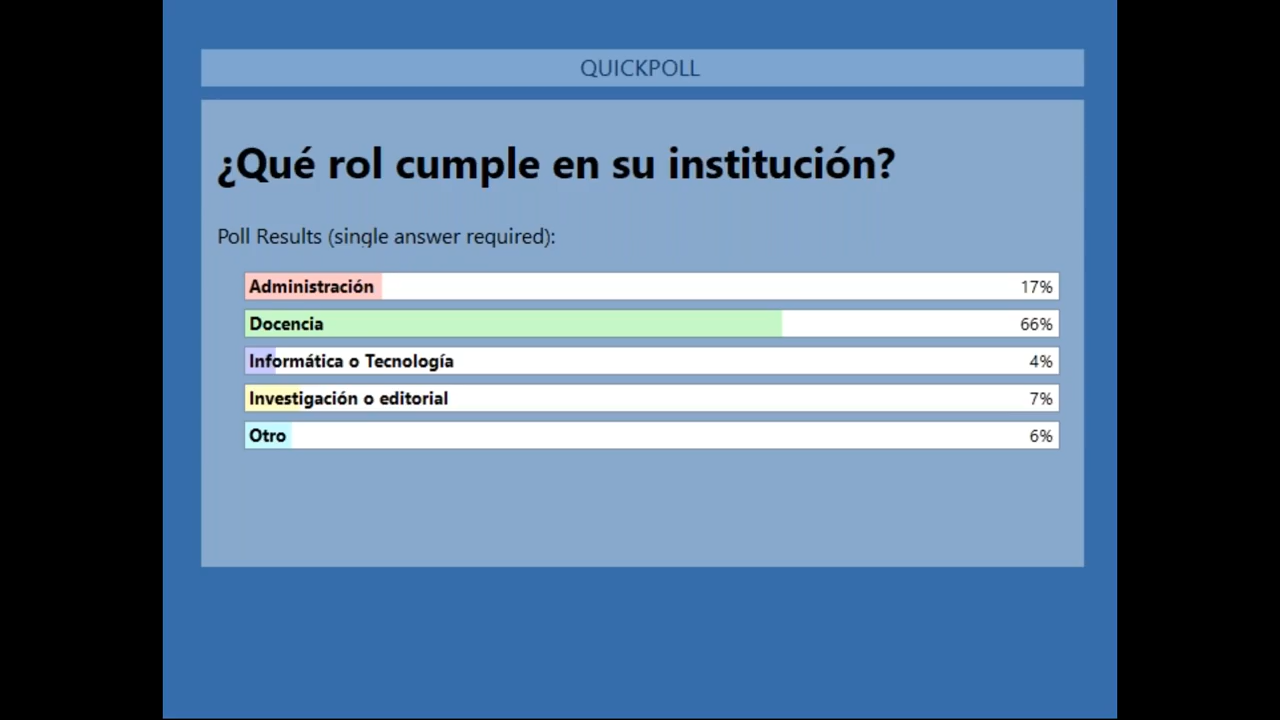 QUICKPOLL
¿Qué rol cumple en su institución?
Poll Results (single answer required):
Administración 17%
Docencia 66%
Informática o Tecnología 4%
Investigación o editorial 7%
Otro 6%